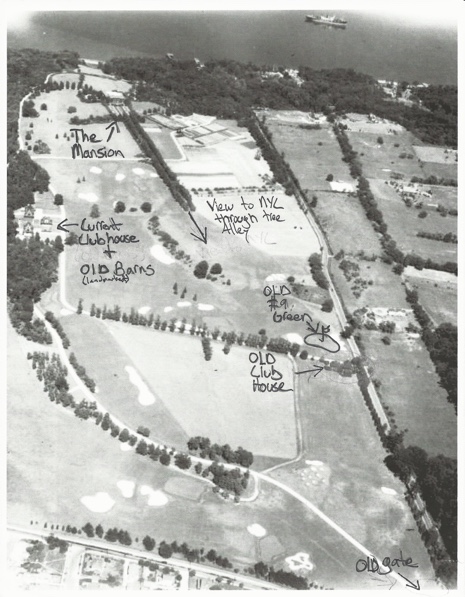 The
Mansion
View to NYC
through tree
Alley
Current
Clubhouse
+
OLD Barns
(landmarked)
OLD
#9
Green
OLD
Club
House
OLD gate